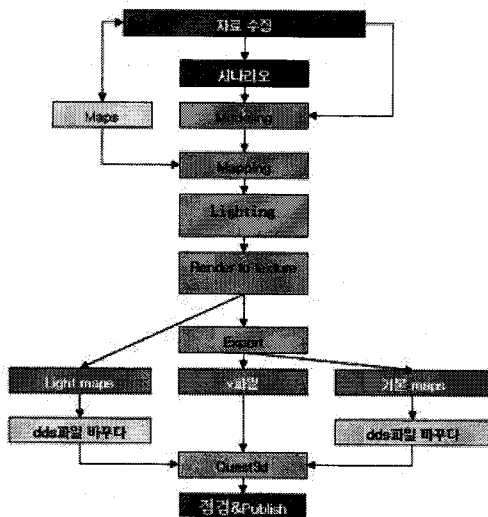 자료 수집
시나리오
Maps
Modeling
Mapping
Lighting
Render to texture
Export
Light maps
x파일
기본 maps
dds파일 바꾸다
dds파일 바꾸다
Quest3d
점검&Publish